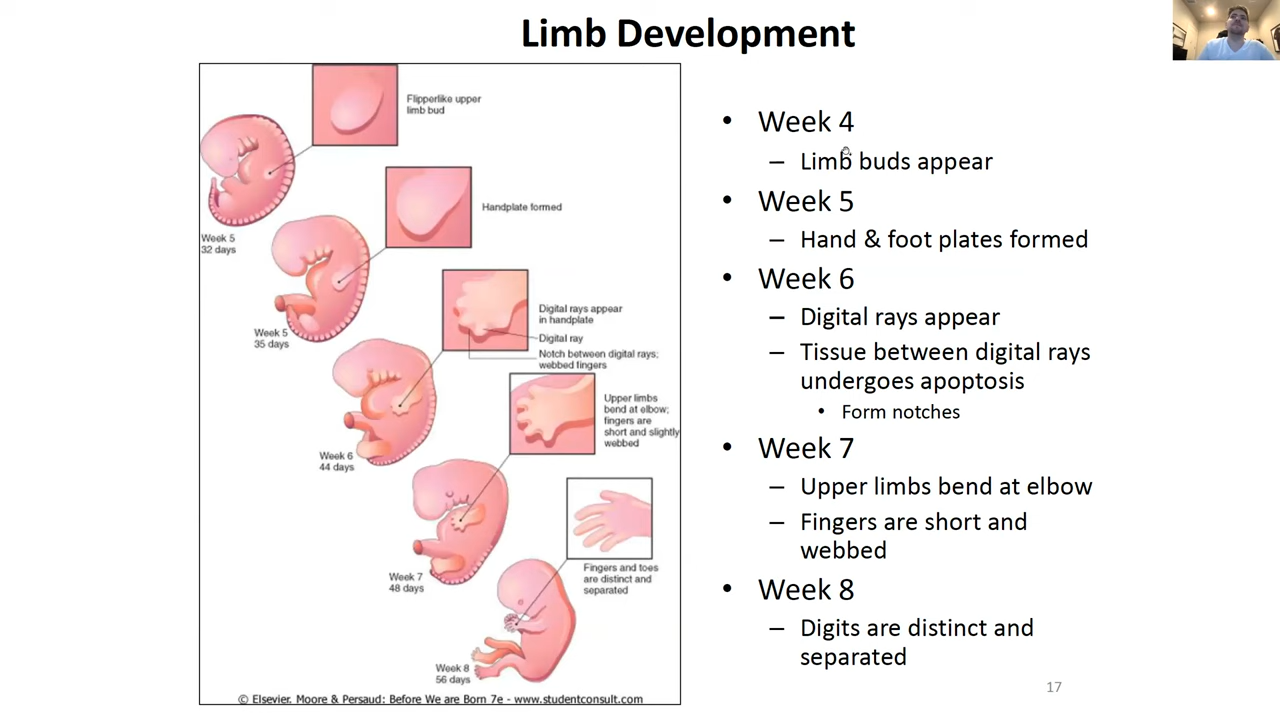 Limb Development
Flipperlike upper
limb bud
Week 5
32 days
Handplate formed
Week 5
35 days
Digital rays appear
in handplate
Digital ray
Notch between digital rays;
webbed fingers
Week 6
44 days
Upper limbs
bend at elbow;
fingers are
short and slightly
webbed
Week 7
48 days
Fingers and toes
are distinct and
separated
Week 8
56 days
© Elsevier. Moore & Persaud: Before We are Born 7e - www.studentconsult.com
• Week 4
– Limb buds appear
• Week 5
– Hand & foot plates formed
• Week 6
– Digital rays appear
– Tissue between digital rays
undergoes apoptosis
• Form notches
• Week 7
– Upper limbs bend at elbow
– Fingers are short and
webbed
• Week 8
– Digits are distinct and
separated
17